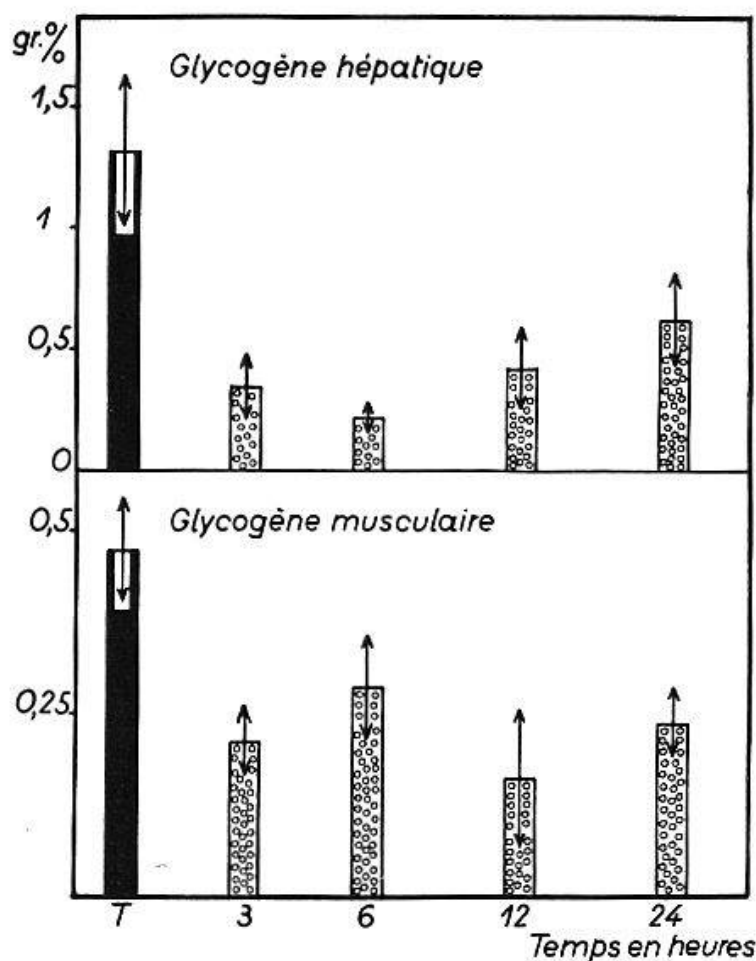 gr.%
Glycogène hépatique
1,5
1
0,5
0
Glycogène musculaire
0,5
0,25
T 3 6 12 24
Temps en heures